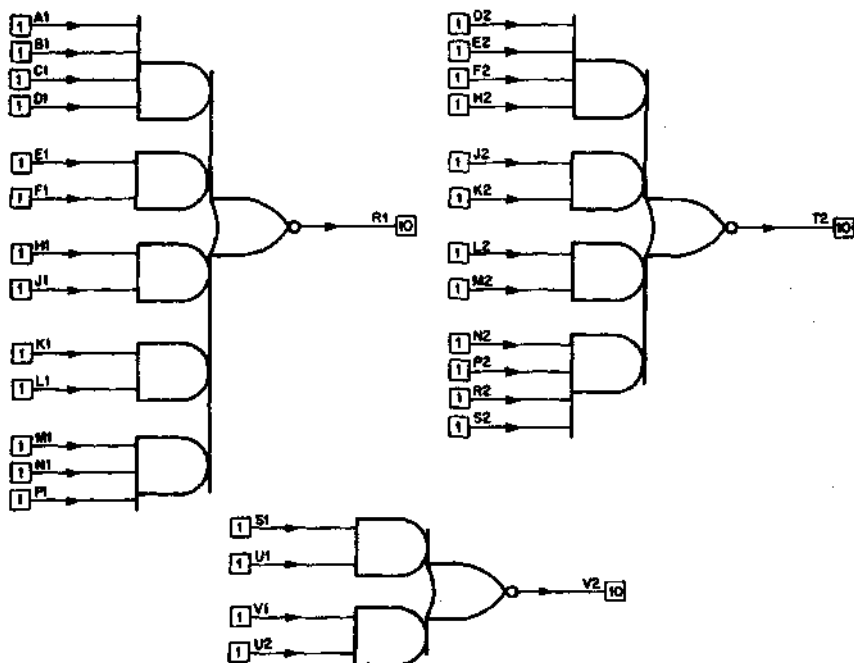 1 A1
1 B1
1 C1
1 D1
1 E1
1 F1
1 H1
1 J1
1 K1
1 L1
1 M1
1 N1
1 P1
R1 10
1 D2
1 E2
1 F2
1 H2
1 J2
1 K2
1 L2
1 M2
1 N2
1 P2
1 R2
1 S2
T2 10
1 S1
1 U1
1 V1
1 U2
V2 10